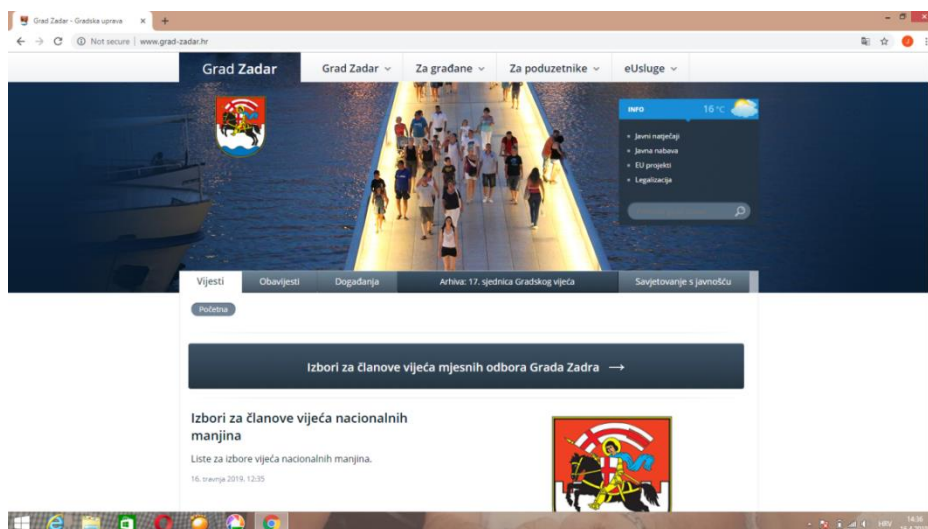 Grad Zadar - Gradska uprava
Not secure | www.grad-zadar.hr
Grad Zadar
Grad Zadar
Za građane
Za poduzetnike
eUsluge
INFO
16 °C
Javni natječaji
Javna nabava
EU projekti
Legalizacija
Vijesti
Obavijesti
Događanja
Arhiva: 17. sjednica Gradskog vijeća
Savjetovanje s javnošću
Početna
Izbori za članove vijeća mjesnih odbora Grada Zadra →
Izbori za članove vijeća nacionalnih
manjina
Liste za izbore vijeća nacionalnih manjina.
16. travnja 2019. 12:35
HRV
14:36